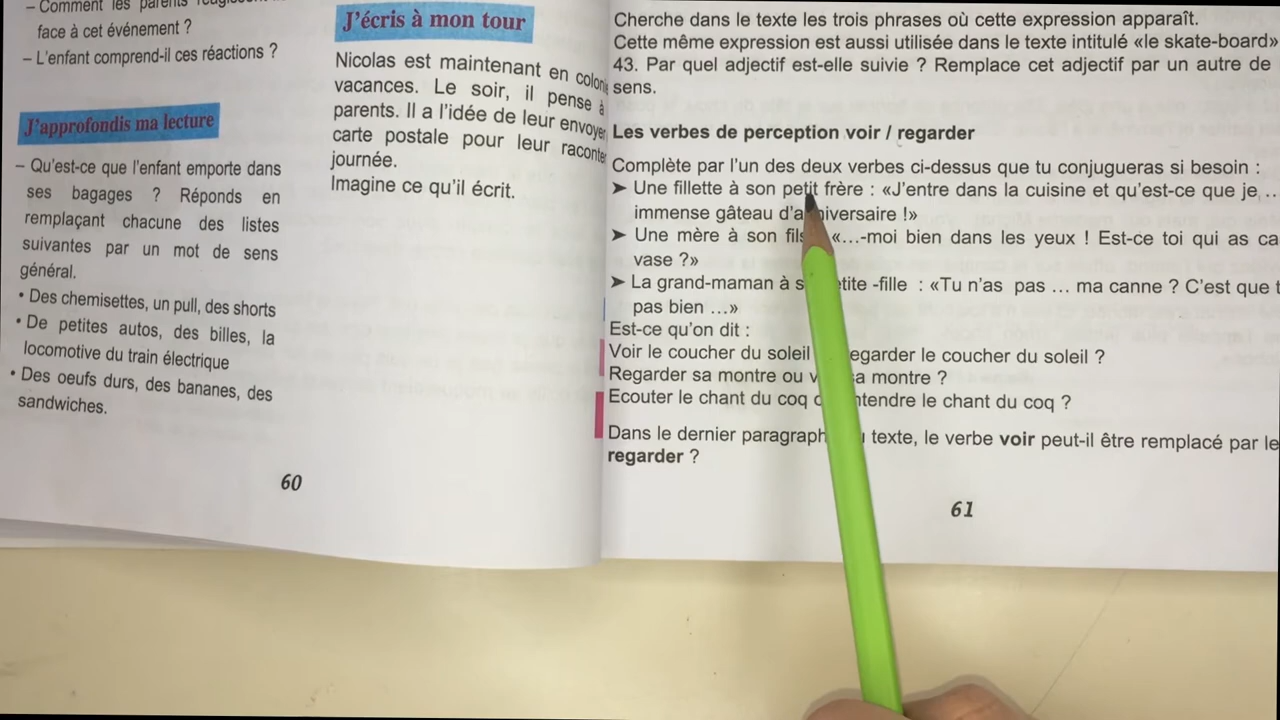 – Comment les parents
face à cet événement ?
– L'enfant comprend-il ces réactions ?
J'approfondis ma lecture
– Qu'est-ce que l'enfant emporte dans
ses bagages ? Réponds en
remplaçant chacune des listes
suivantes par un mot de sens
général.
• Des chemisettes, un pull, des shorts
• De petites autos, des billes, la
locomotive du train électrique
• Des oeufs durs, des bananes, des
sandwiches.
60
J'écris à mon tour
Nicolas est maintenant en colon
vacances. Le soir, il pense à
parents. Il a l'idée de leur envoyer
carte postale pour leur raconter
journée.
Imagine ce qu'il écrit.
Cherche dans le texte les trois phrases où cette expression apparaît.
Cette même expression est aussi utilisée dans le texte intitulé «le skate-board»
43. Par quel adjectif est-elle suivie ? Remplace cet adjectif par un autre de
sens.
Les verbes de perception voir / regarder
Complète par l'un des deux verbes ci-dessus que tu conjugueras si besoin :
➤ Une fillette à son petit frère : «J'entre dans la cuisine et qu'est-ce que je ..
immense gâteau d'anniversaire !»
➤ Une mère à son fils «...-moi bien dans les yeux ! Est-ce toi qui as ca
vase ?»
➤ La grand-maman à s tite -fille : «Tu n'as pas ... ma canne ? C'est que t
pas bien ...»
Est-ce qu'on dit :
Voir le coucher du soleil egarder le coucher du soleil ?
Regarder sa montre ou v a montre ?
Ecouter le chant du coq o ntendre le chant du coq ?
Dans le dernier paragraph texte, le verbe voir peut-il être remplacé par le
regarder ?
61